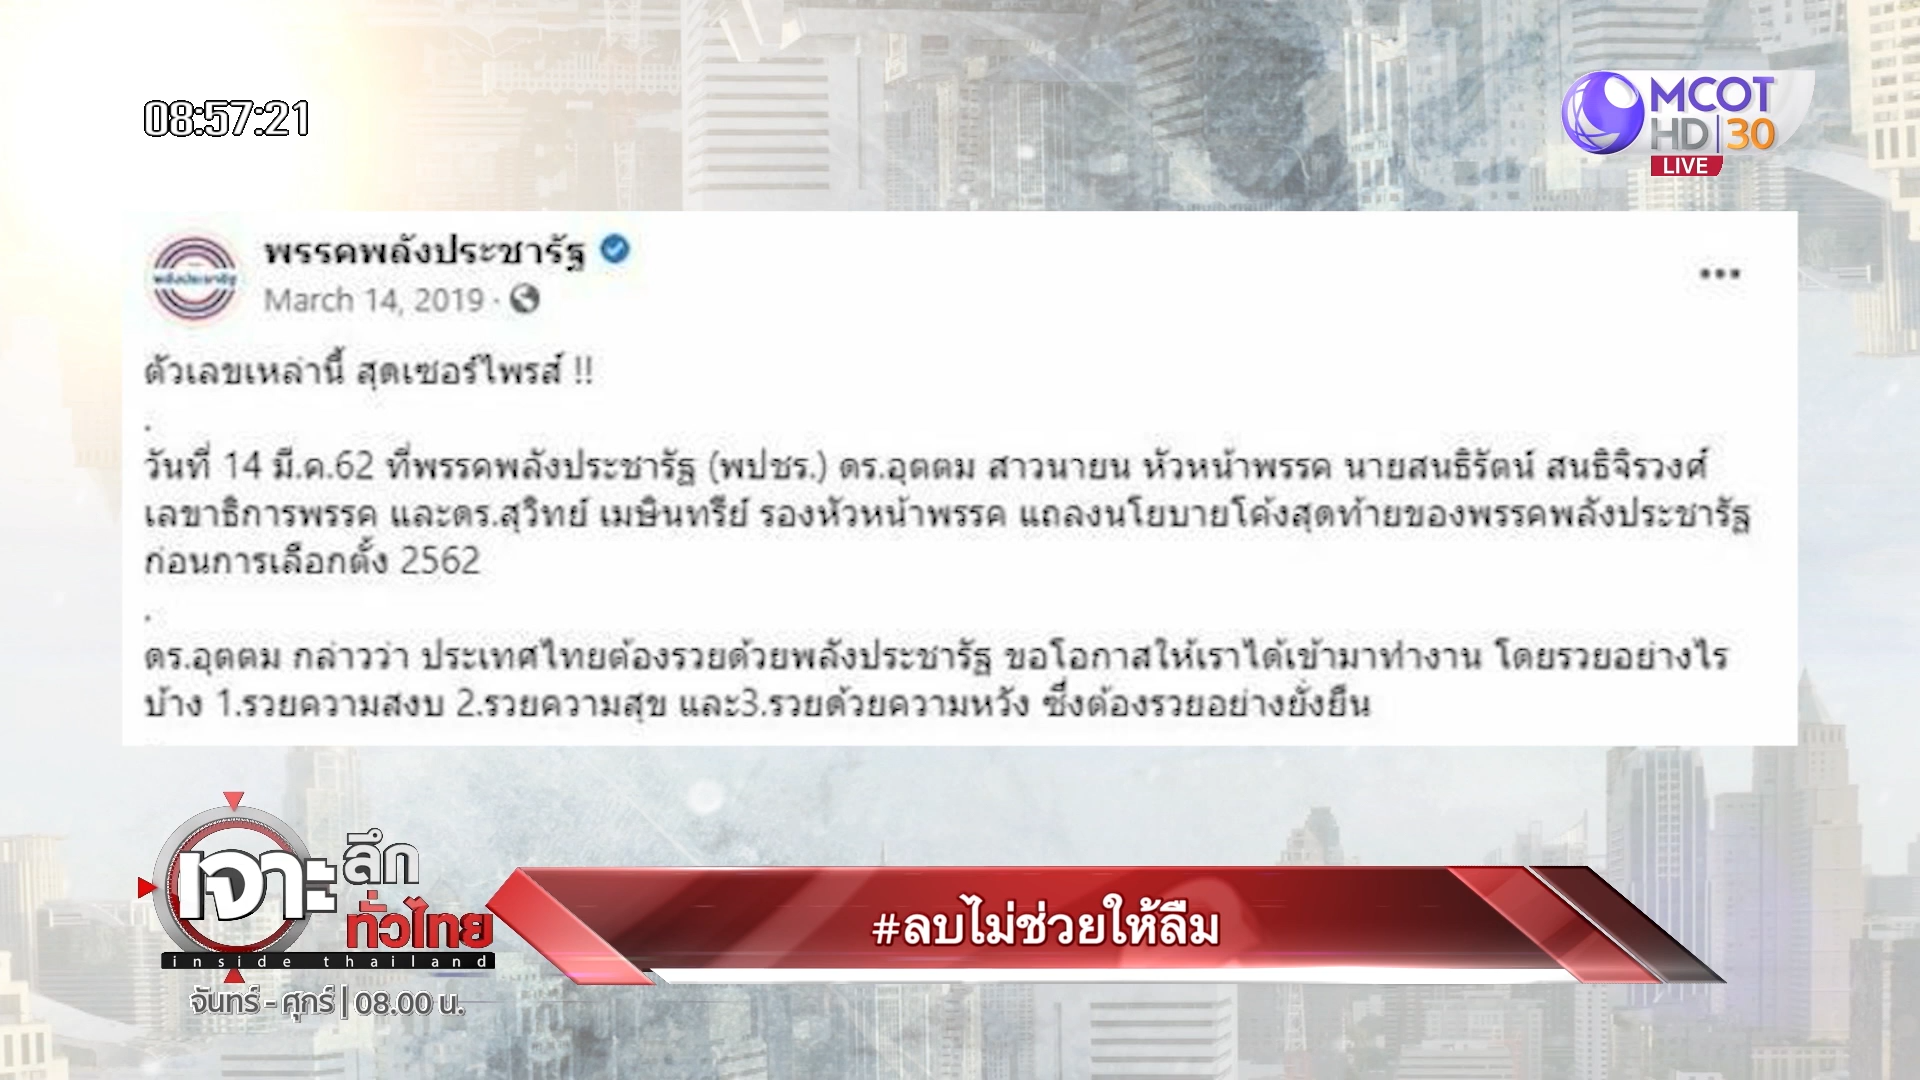 08:57:21
MCOT
HD 30
LIVE
พรรคพลังประชารัฐ
March 14, 2019 ·
พลังประชารัฐ
ตัวเลขเหล่านี้ สุดเซอร์ไพรส์ !!
.
วันที่ 14 มี.ค.62 ที่พรรคพลังประชารัฐ (พปชร.) ดร.อุตตม สาวนายน หัวหน้าพรรค นายสนธิรัตน์ สนธิจิรวงศ์
เลขาธิการพรรค และดร.สุวิทย์ เมษินทรีย์ รองหัวหน้าพรรค แถลงนโยบายโค้งสุดท้ายของพรรคพลังประชารัฐ
ก่อนการเลือกตั้ง 2562
.
ดร.อุตตม กล่าวว่า ประเทศไทยต้องรวยด้วยพลังประชารัฐ ขอโอกาสให้เราได้เข้ามาทำงาน โดยรวยอย่างไร
บ้าง 1.รวยความสงบ 2.รวยความสุข และ3.รวยด้วยความหวัง ซึ่งต้องรวยอย่างยั่งยืน
เจาะลึกทั่วไทย
inside thailand
จันทร์ - ศุกร์ | 08.00 น.
#ลบไม่ช่วยให้ลืม